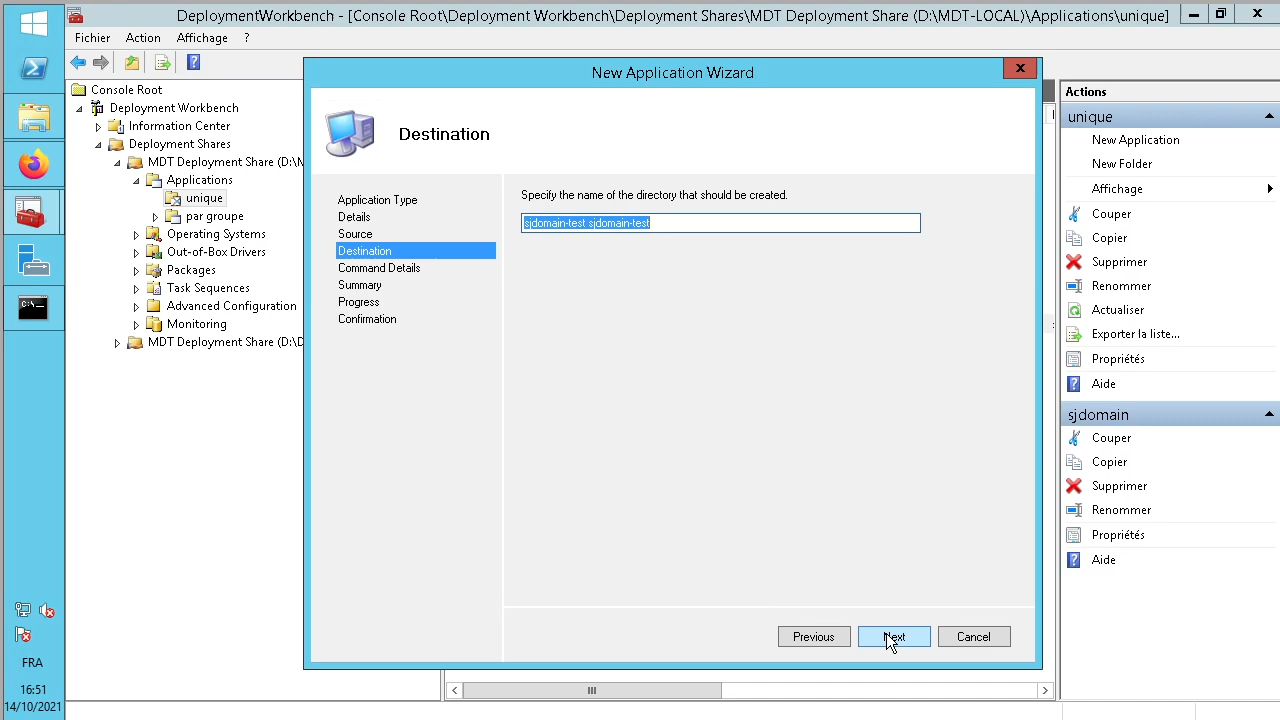 DeploymentWorkbench - [Console Root\Deployment Workbench\Deployment Shares\MDT Deployment Share (D:\MDT-LOCAL)\Applications\unique]
Fichier Action Affichage ?
Console Root
Deployment Workbench
Information Center
Deployment Shares
MDT Deployment Share (D:\M
Applications
unique
par groupe
Operating Systems
Out-of-Box Drivers
Packages
Task Sequences
Advanced Configuration
Monitoring
MDT Deployment Share (D:\D
New Application Wizard
Destination
Application Type
Details
Source
Destination
Command Details
Summary
Progress
Confirmation
Specify the name of the directory that should be created.
sjdomain-test sjdomain-test
Previous
Next
Cancel
Actions
unique
New Application
New Folder
Affichage
Couper
Copier
Supprimer
Renommer
Actualiser
Exporter la liste...
Propriétés
Aide
sjdomain
Couper
Copier
Supprimer
Renommer
Propriétés
Aide
FRA
16:51
14/10/2021